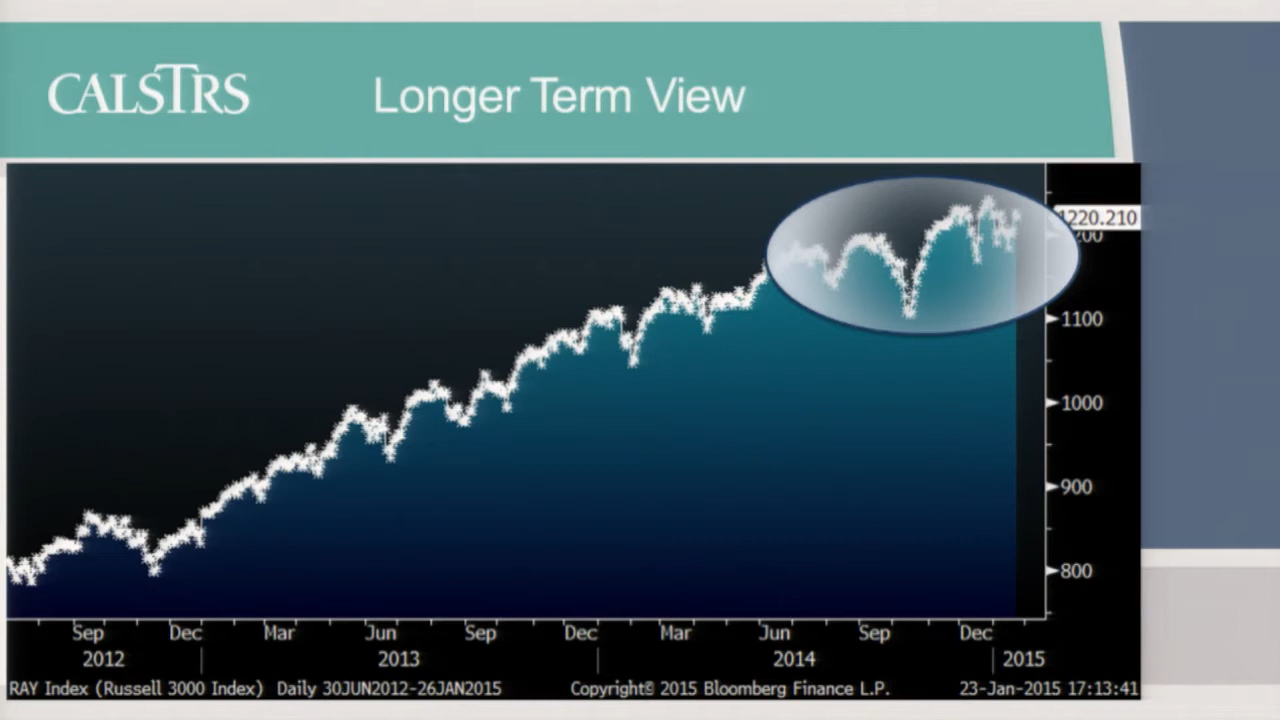 CALSTRS
Longer Term View
1220.210
1100
1000
900
800
Sep Dec Mar Jun Sep Dec Mar Jun Sep Dec
2012 2013 2014 2015
RAY Index (Russell 3000 Index) Daily 30JUN2012-26JAN2015 Copyright© 2015 Bloomberg Finance L.P. 23-Jan-2015 17:13:41